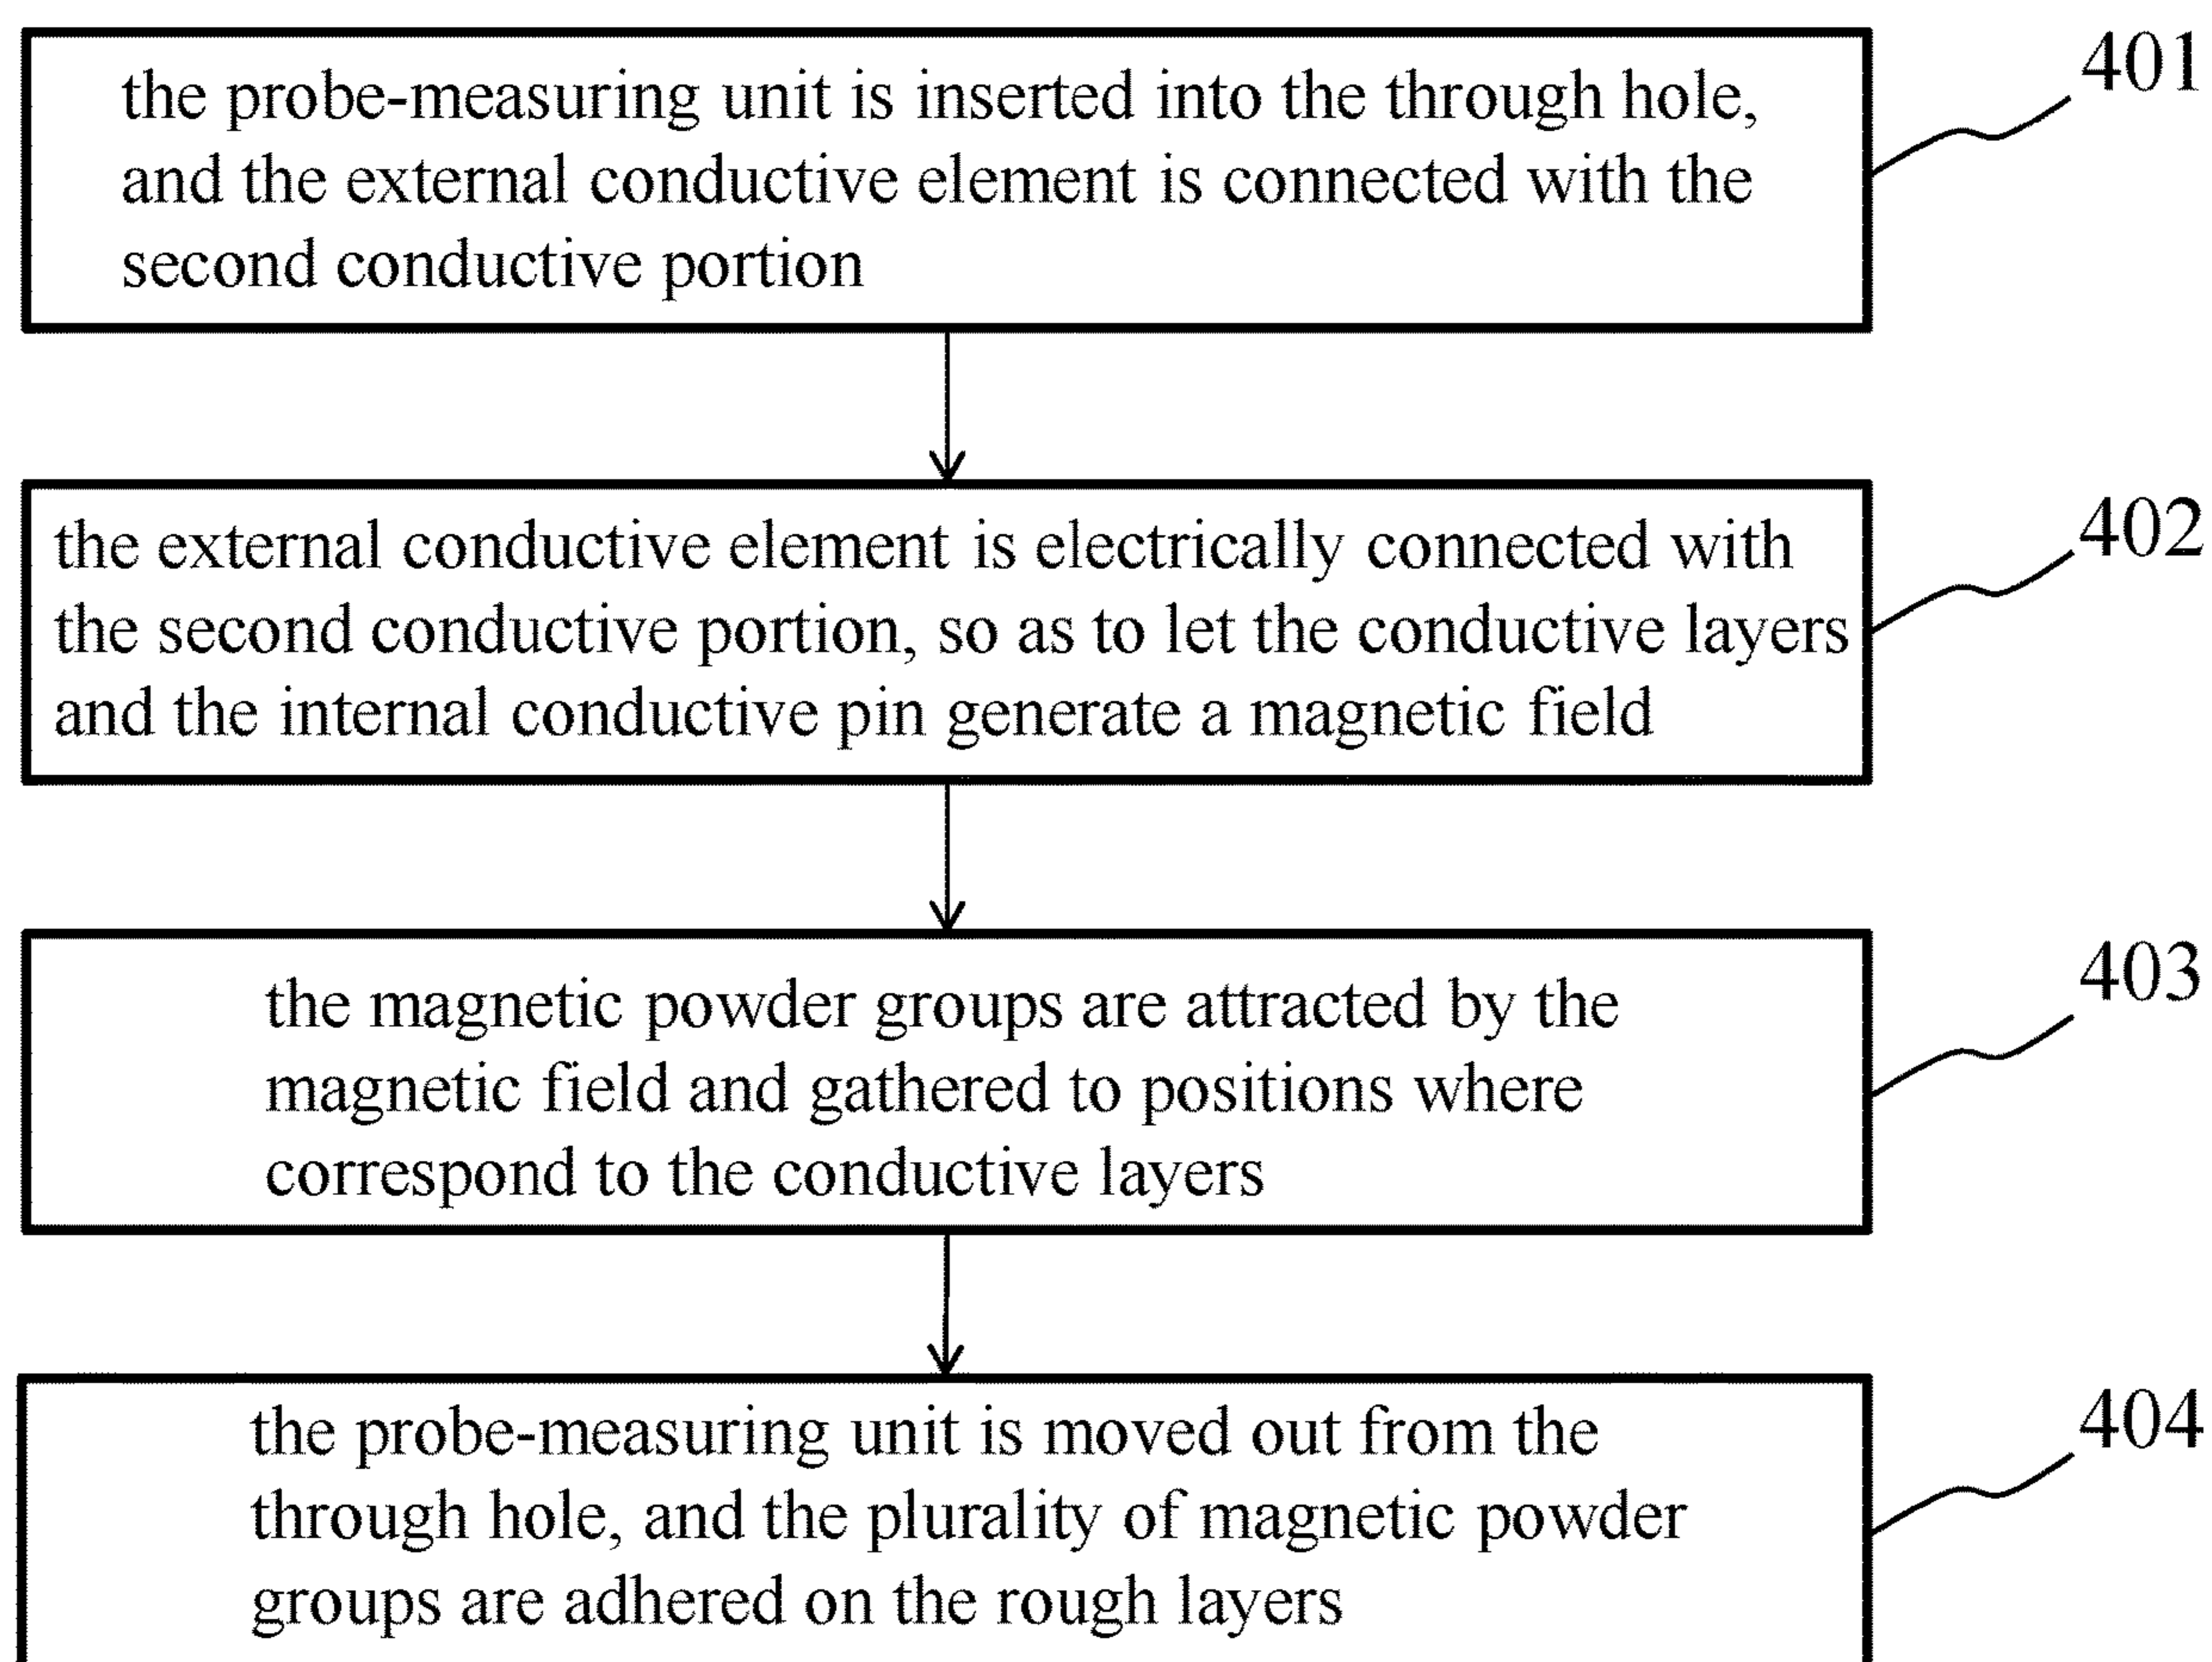 the probe-measuring unit is inserted into the through hole,
and the external conductive element is connected with the
second conductive portion
401
the external conductive element is electrically connected with
the second conductive portion, so as to let the conductive layers
and the internal conductive pin generate a magnetic field
402
the magnetic powder groups are attracted by the
magnetic field and gathered to positions where
correspond to the conductive layers
403
the probe-measuring unit is moved out from the
through hole, and the plurality of magnetic powder
groups are adhered on the rough layers
404